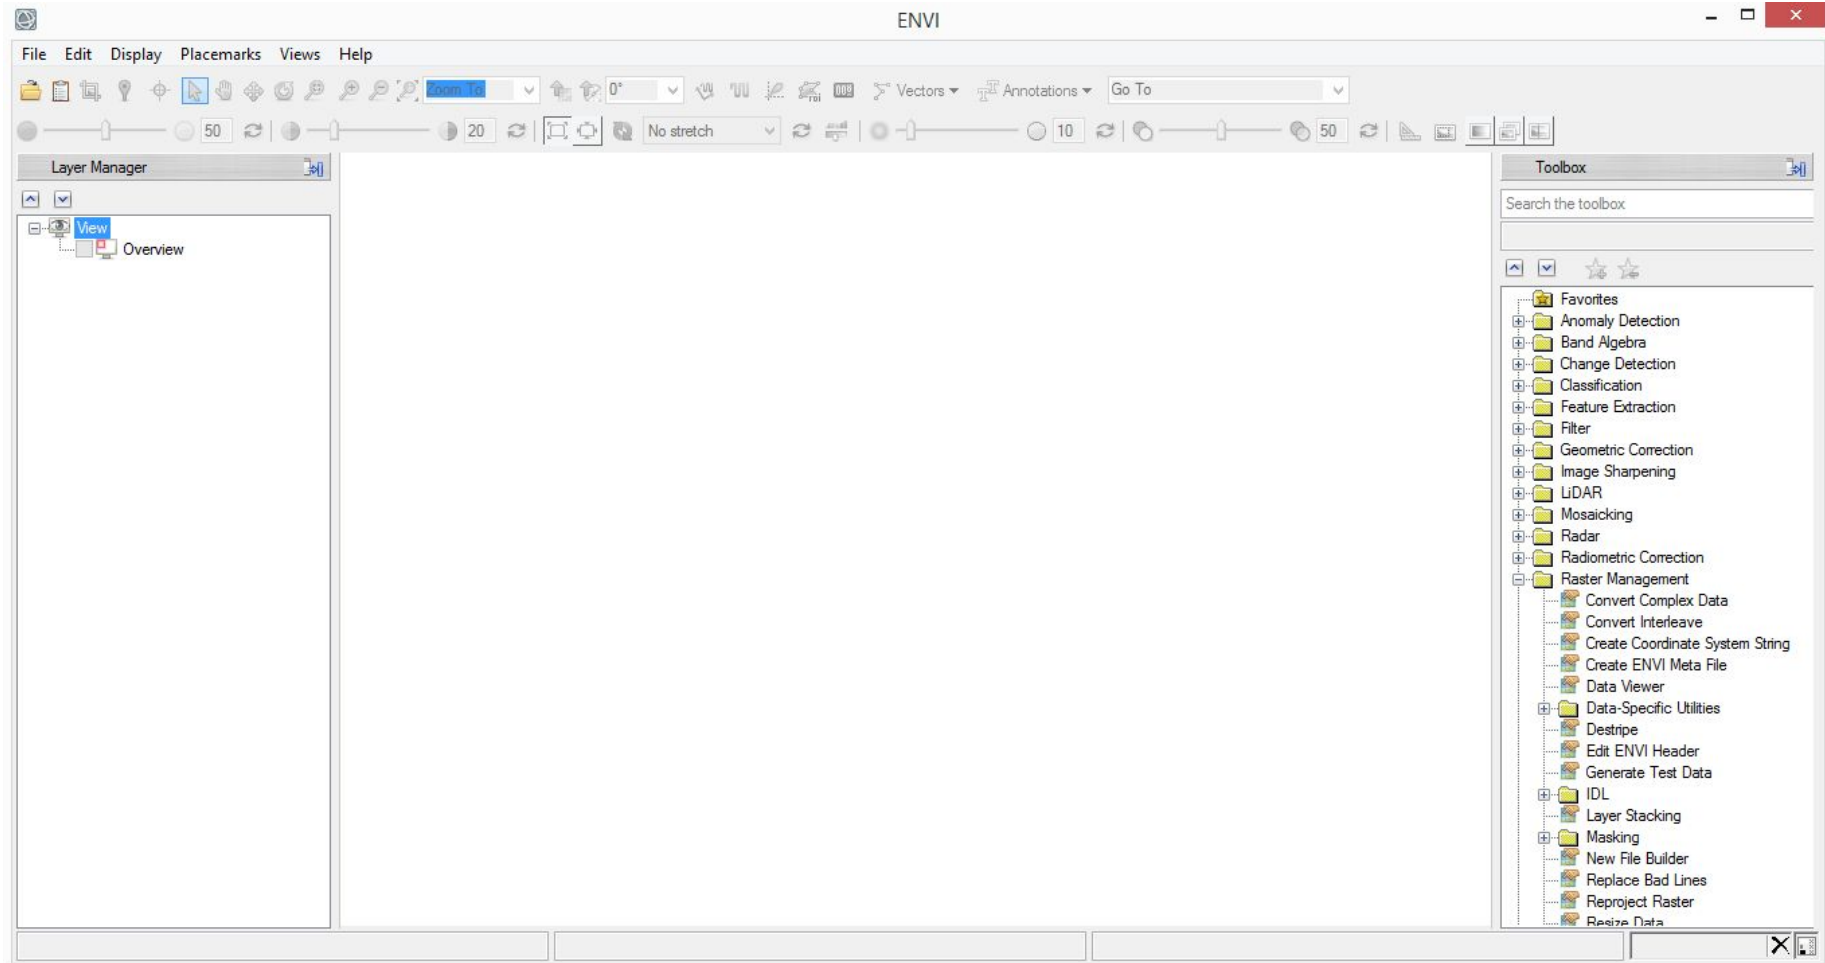 ENVI
File Edit Display Placemarks Views Help
Zoom To 0° Vectors Annotations Go To
50 20 No stretch 10 50
Layer Manager
View
Overview
Toolbox
Search the toolbox
Favorites
Anomaly Detection
Band Algebra
Change Detection
Classification
Feature Extraction
Filter
Geometric Correction
Image Sharpening
LiDAR
Mosaicking
Radar
Radiometric Correction
Raster Management
Convert Complex Data
Convert Interleave
Create Coordinate System String
Create ENVI Meta File
Data Viewer
Data-Specific Utilities
Destripe
Edit ENVI Header
Generate Test Data
IDL
Layer Stacking
Masking
New File Builder
Replace Bad Lines
Reproject Raster
Resize Data